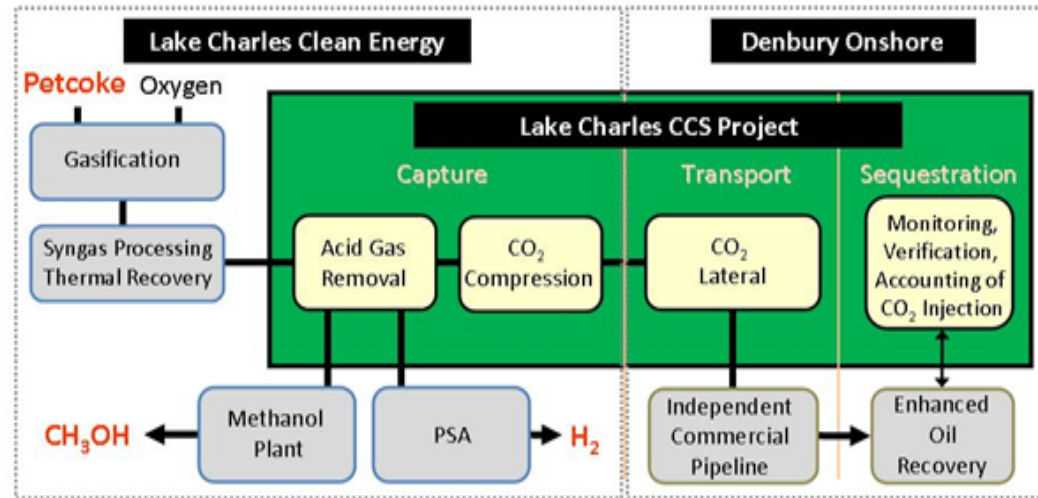 Lake Charles Clean Energy
Denbury Onshore
Petcoke Oxygen
Lake Charles CCS Project
Gasification
Capture
Transport
Sequestration
Syngas Processing
Thermal Recovery
Acid Gas
Removal
CO₂
Compression
CO₂
Lateral
Monitoring,
Verification,
Accounting of
CO₂ Injection
CH₃OH
Methanol
Plant
PSA
H₂
Independent
Commercial
Pipeline
Enhanced
Oil
Recovery